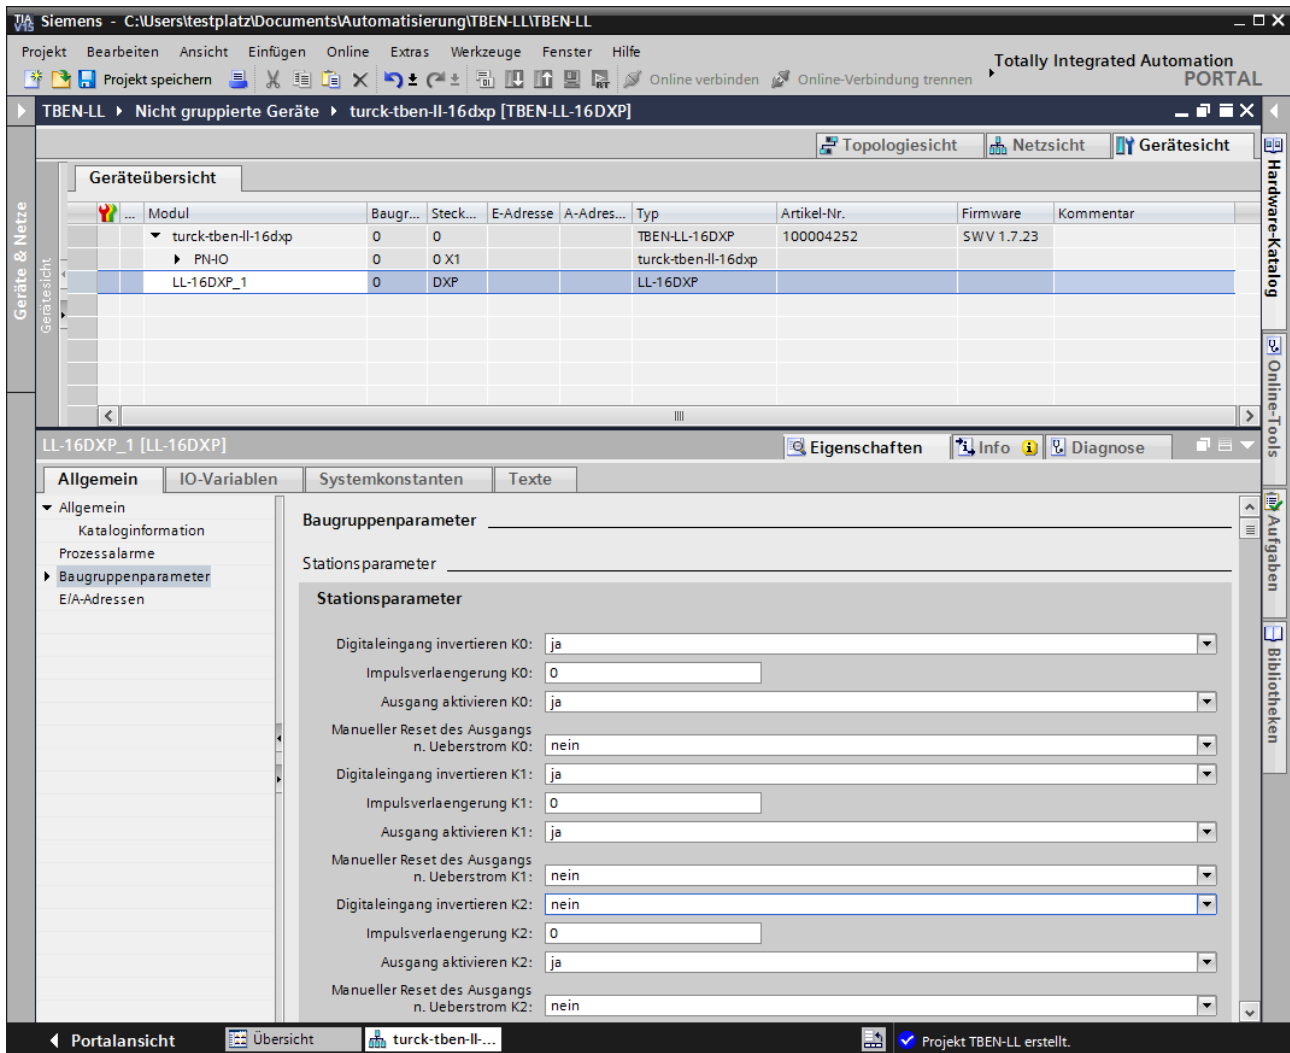 Siemens - C:\Users\testplatz\Documents\Automatisierung\TBEN-LL\TBEN-LL
Projekt Bearbeiten Ansicht Einfügen Online Extras Werkzeuge Fenster Hilfe
Totally Integrated Automation
PORTAL
Projekt speichern Online verbinden Online-Verbindung trennen
TBEN-LL Nicht gruppierte Geräte turck-tben-ll-16dxp [TBEN-LL-16DXP]
Topologiesicht Netzsicht Gerätesicht
Geräteübersicht
... Modul Baugr... Steck... E-Adresse A-Adres... Typ Artikel-Nr. Firmware Kommentar
turck-tben-ll-16dxp 0 0 TBEN-LL-16DXP 100004252 SW V 1.7.23
PN-IO 0 0 X1 turck-tben-ll-16dxp
LL-16DXP_1 0 DXP LL-16DXP
Geräte & Netze
Gerätesicht
Hardware-Katalog
Online-Tools
Aufgaben
Bibliotheken
LL-16DXP_1 [LL-16DXP]
Eigenschaften Info Diagnose
Allgemein IO-Variablen Systemkonstanten Texte
Allgemein
Kataloginformation
Prozessalarme
Baugruppenparameter
E/A-Adressen
Baugruppenparameter
Stationsparameter
Stationsparameter
Digitaleingang invertieren K0: ja
Impulsverlaengerung K0: 0
Ausgang aktivieren K0: ja
Manueller Reset des Ausgangs
n. Ueberstrom K0: nein
Digitaleingang invertieren K1: ja
Impulsverlaengerung K1: 0
Ausgang aktivieren K1: ja
Manueller Reset des Ausgangs
n. Ueberstrom K1: nein
Digitaleingang invertieren K2: nein
Impulsverlaengerung K2: 0
Ausgang aktivieren K2: ja
Manueller Reset des Ausgangs
n. Ueberstrom K2: nein
Portalansicht Übersicht turck-tben-ll-... Projekt TBEN-LL erstellt.